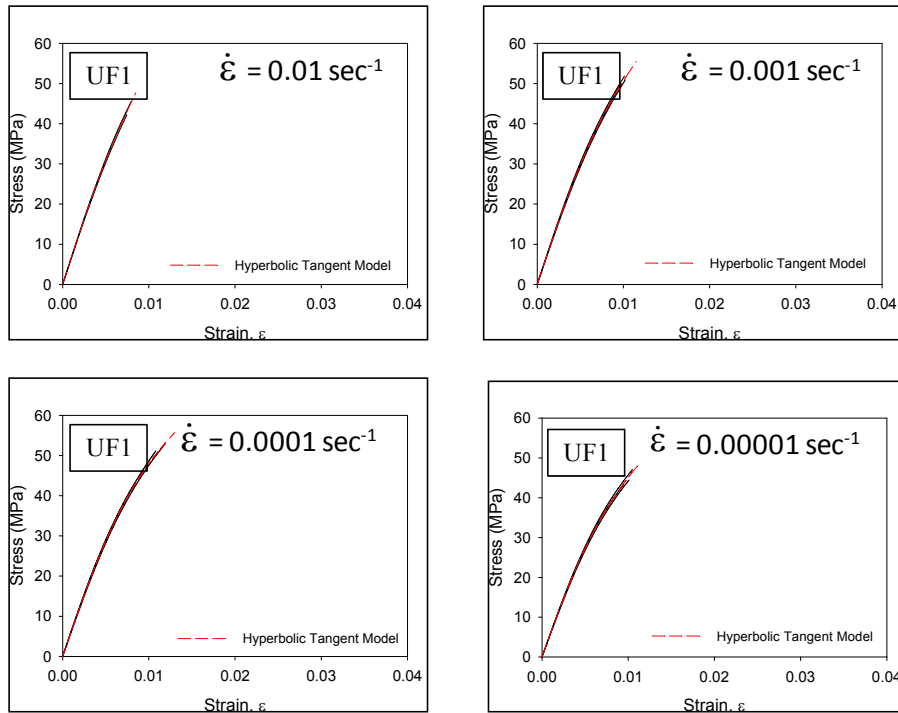 60
50
40
30
20
10
0
Stress (MPa)
UF1
ε̇ = 0.01 sec⁻¹
Hyperbolic Tangent Model
0.00 0.01 0.02 0.03 0.04
Strain, ε
60
50
40
30
20
10
0
Stress (MPa)
UF1
ε̇ = 0.001 sec⁻¹
Hyperbolic Tangent Model
0.00 0.01 0.02 0.03 0.04
Strain, ε
60
50
40
30
20
10
0
Stress (MPa)
UF1
ε̇ = 0.0001 sec⁻¹
Hyperbolic Tangent Model
0.00 0.01 0.02 0.03 0.04
Strain, ε
60
50
40
30
20
10
0
Stress (MPa)
UF1
ε̇ = 0.00001 sec⁻¹
Hyperbolic Tangent Model
0.00 0.01 0.02 0.03 0.04
Strain, ε